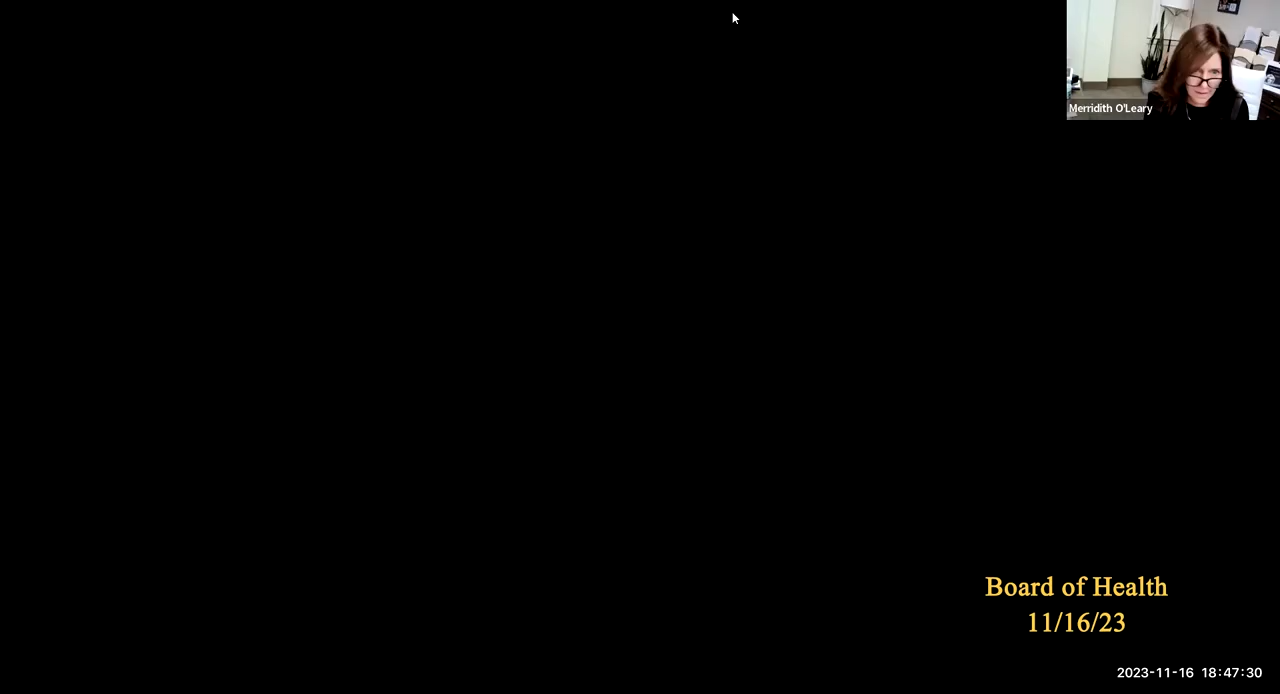 Merridith O'Leary
Board of Health
11/16/23
2023-11-16 18:47:30